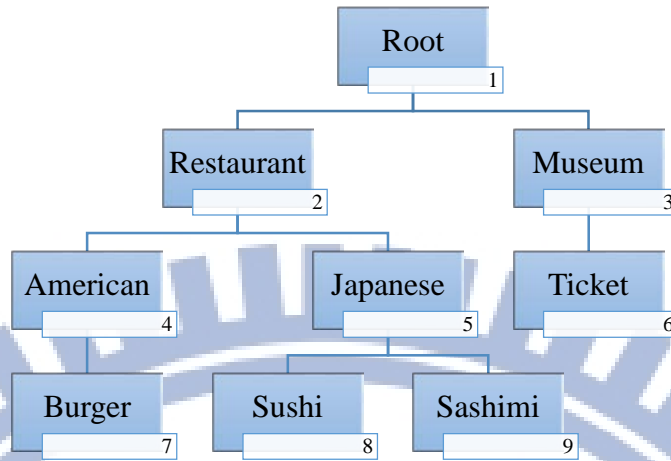 Root
1
Restaurant
2
Museum
3
American
4
Japanese
5
Ticket
6
Burger
7
Sushi
8
Sashimi
9